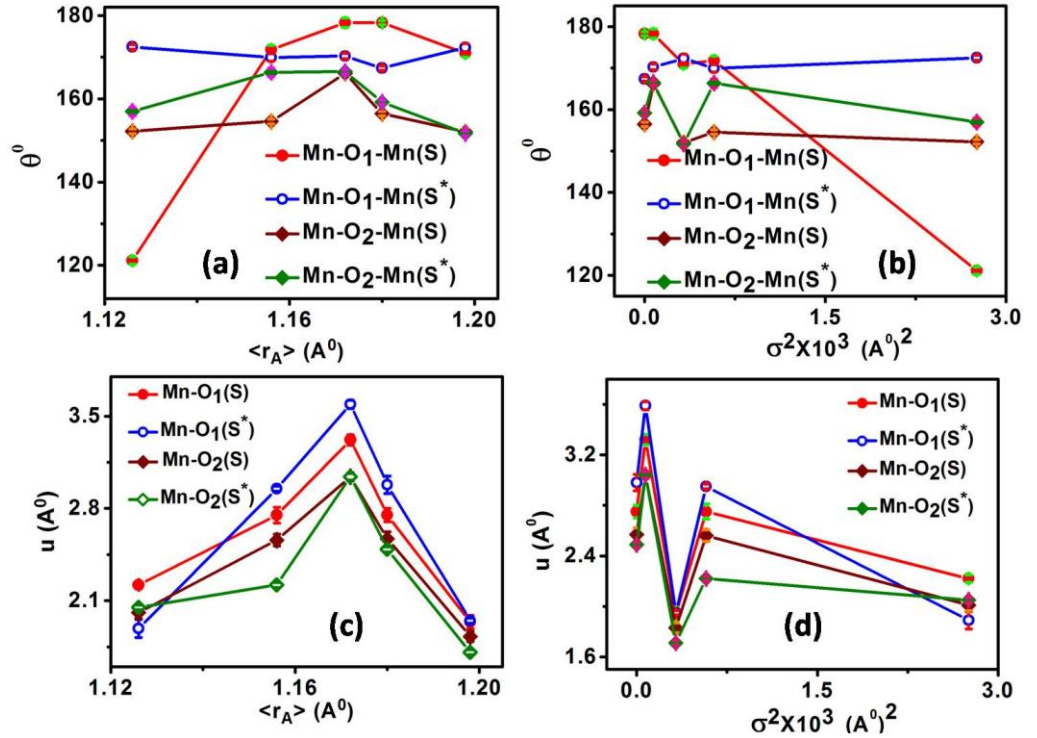 180
160
140
120
θ⁰
Mn-O₁-Mn(S)
Mn-O₁-Mn(S*)
Mn-O₂-Mn(S)
Mn-O₂-Mn(S*)
(a)
1.12 1.16 1.20
<r_A> (A⁰)
180
160
140
120
θ⁰
Mn-O₁-Mn(S)
Mn-O₁-Mn(S*)
Mn-O₂-Mn(S)
Mn-O₂-Mn(S*)
(b)
0.0 1.5 3.0
σ²X10³ (A⁰)²
3.5
2.8
2.1
u (A⁰)
Mn-O₁(S)
Mn-O₁(S*)
Mn-O₂(S)
Mn-O₂(S*)
(c)
1.12 1.16 1.20
<r_A> (A⁰)
3.2
2.4
1.6
u (A⁰)
Mn-O₁(S)
Mn-O₁(S*)
Mn-O₂(S)
Mn-O₂(S*)
(d)
0.0 1.5 3.0
σ²X10³ (A⁰)²